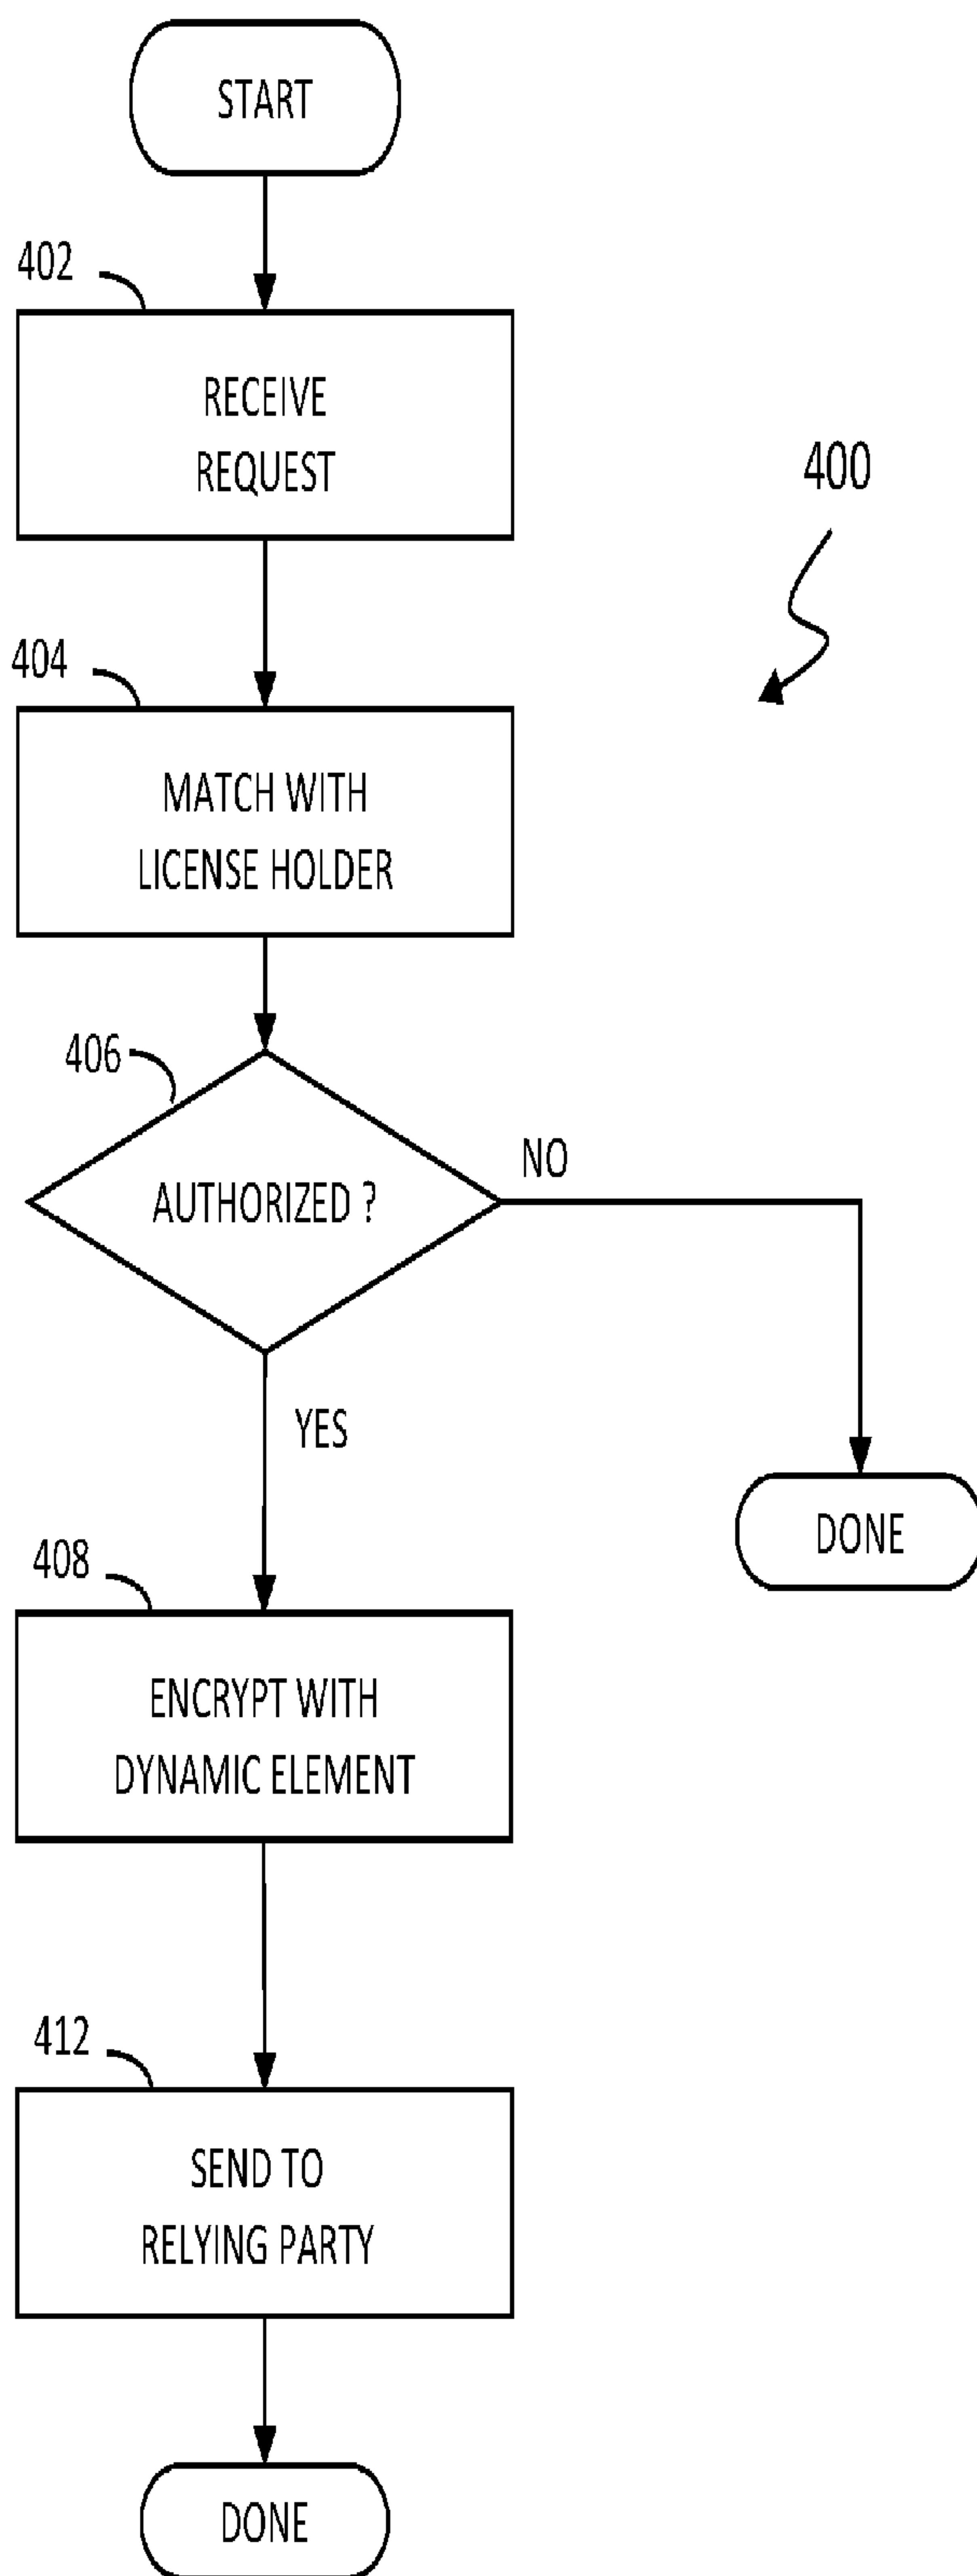 START
402
RECEIVE
REQUEST
400
404
MATCH WITH
LICENSE HOLDER
406
AUTHORIZED ?
NO
YES
DONE
408
ENCRYPT WITH
DYNAMIC ELEMENT
412
SEND TO
RELYING PARTY
DONE